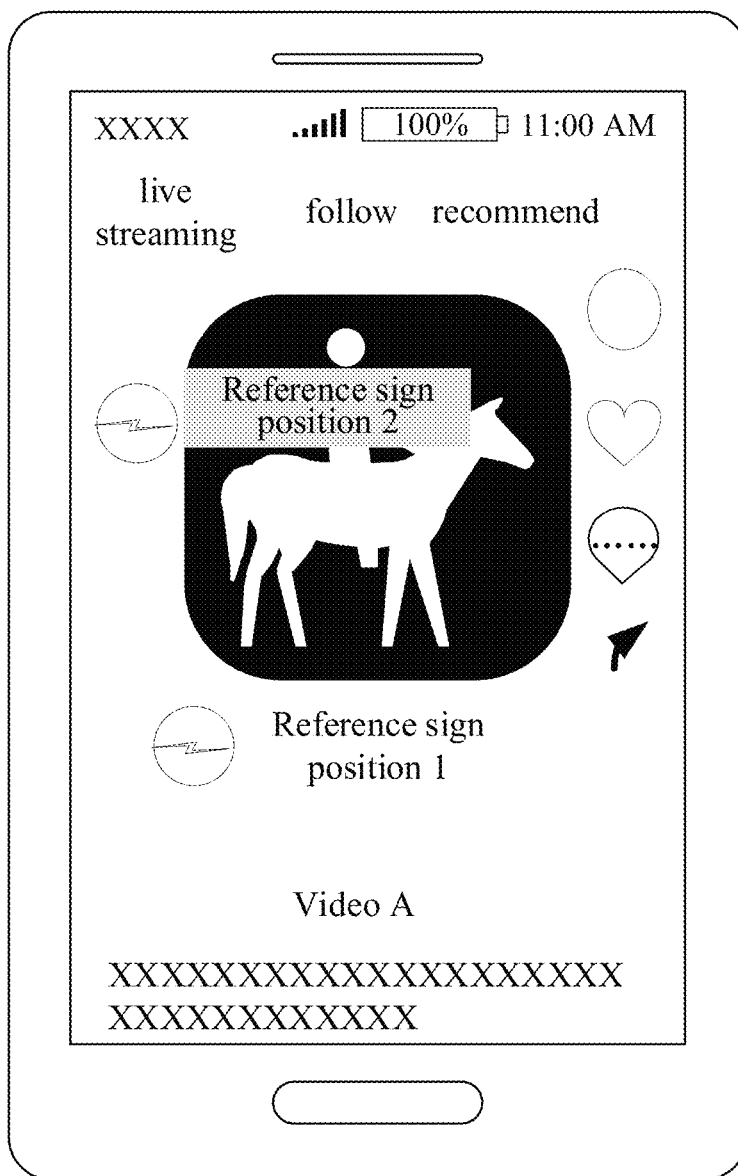 XXXX 100% 11:00 AM
live
streaming
follow recommend
Reference sign
position 2
Reference sign
position 1
Video A
XXXXXXXXXXXXXXXXXXXX
XXXXXXXXXXXX